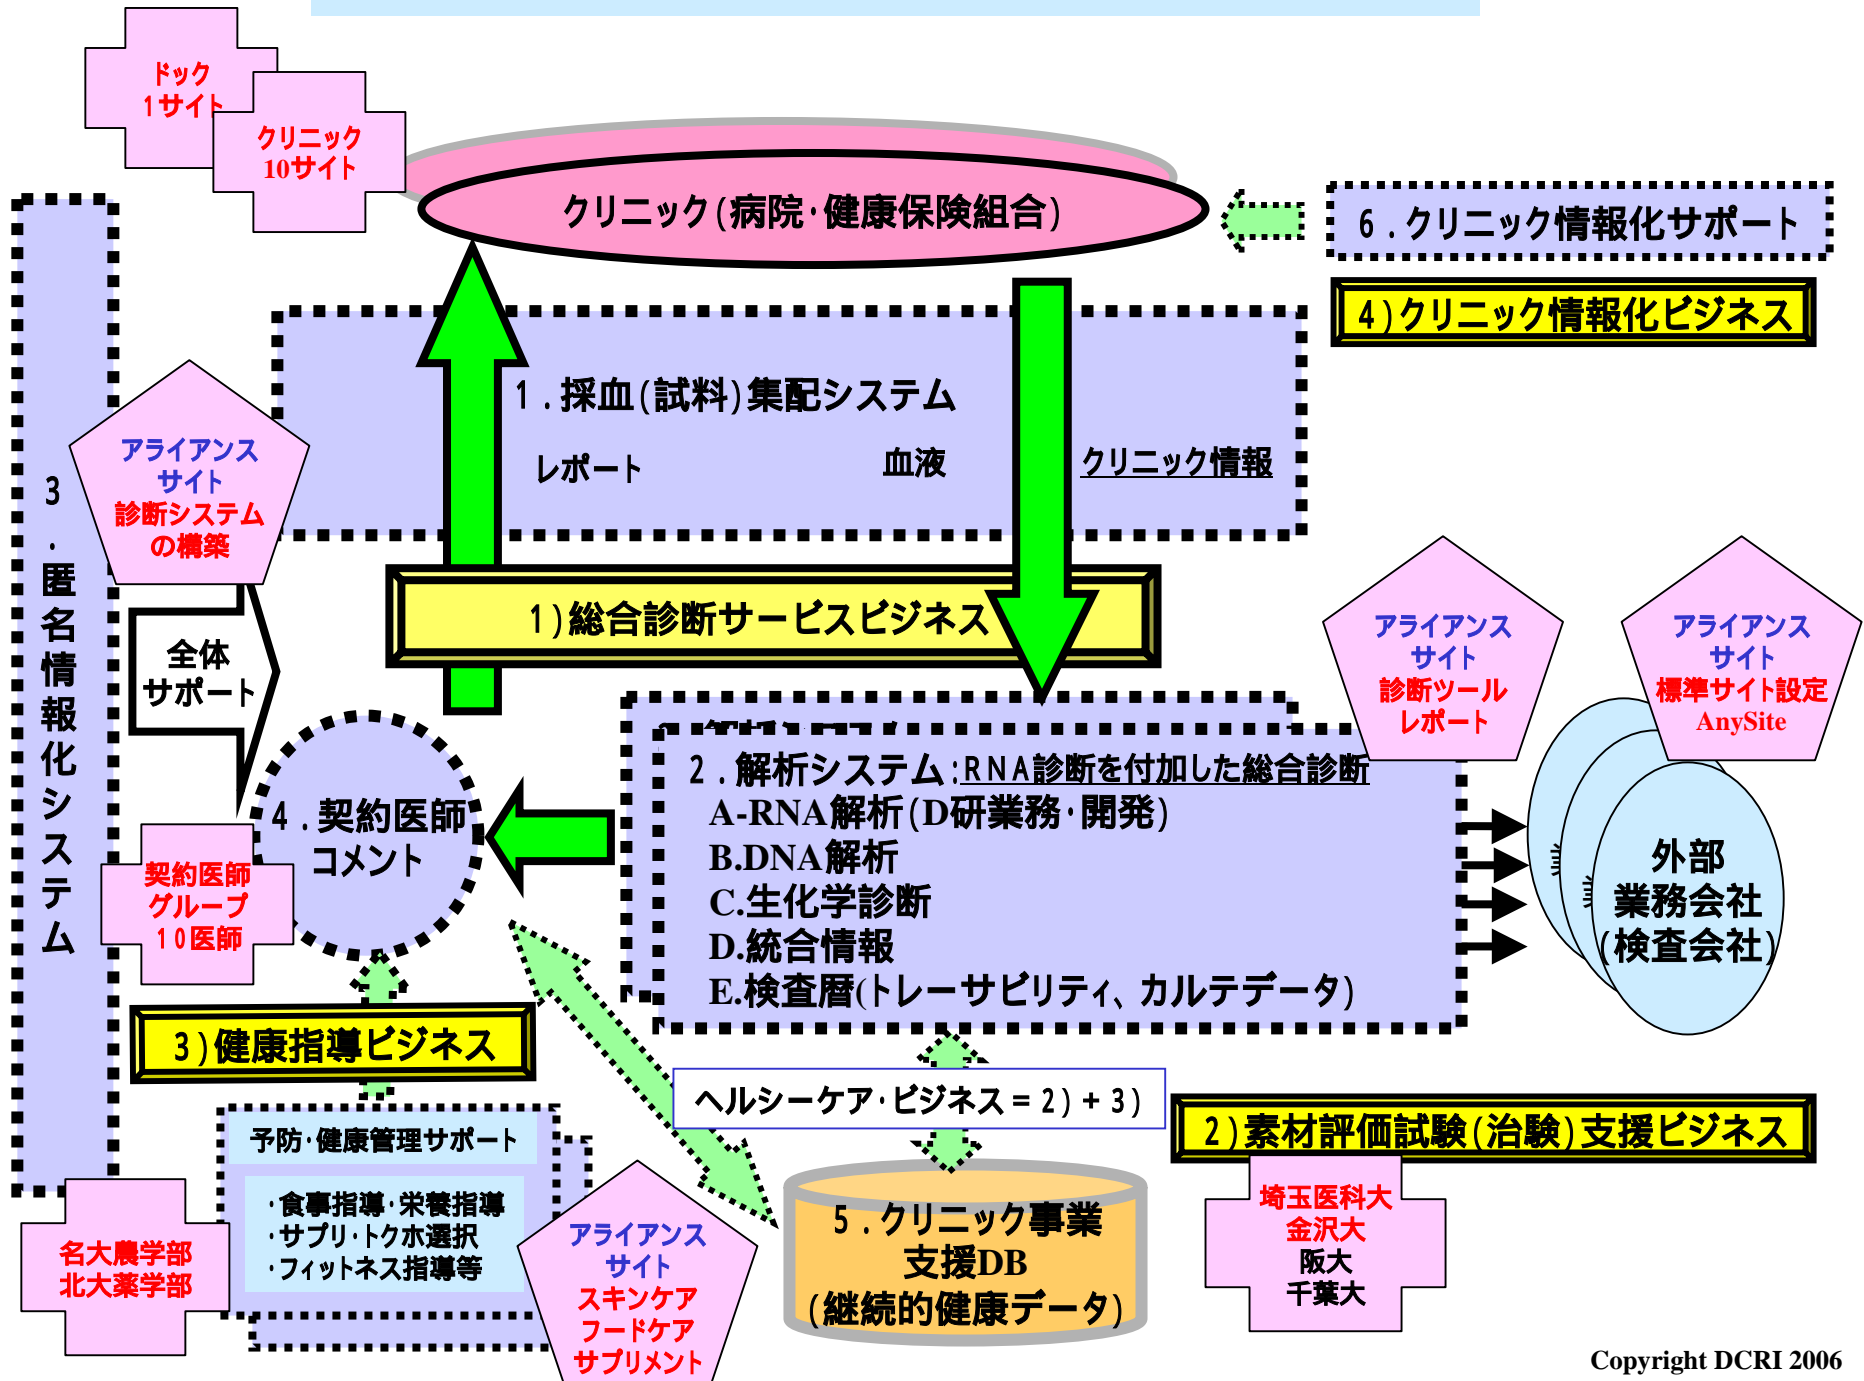 ドック
1サイト
クリニック
10サイト
クリニック(病院・健康保険組合)
6．クリニック情報化サポート
4)クリニック情報化ビジネス
1．採血(試料)集配システム
レポート
血液
クリニック情報
3．匿名情報化システム
アライアンス
サイト
診断システム
の構築
全体
サポート
1)総合診断サービスビジネス
アライアンス
サイト
診断ツール
レポート
アライアンス
サイト
標準サイト設定
AnySite
2．解析システム:RNA診断を付加した総合診断
A-RNA解析(D研業務・開発)
B.DNA解析
C.生化学診断
D.統合情報
E.検査暦(トレーサビリティ、カルテデータ)
4．契約医師
コメント
契約医師
グループ
10医師
外部
業務会社
(検査会社)
3)健康指導ビジネス
ヘルシーケア・ビジネス＝2)＋3)
2)素材評価試験(治験)支援ビジネス
予防・健康管理サポート
・食事指導・栄養指導
・サプリ・トクホ選択
・フィットネス指導等
名大農学部
北大薬学部
アライアンス
サイト
スキンケア
フードケア
サプリメント
5．クリニック事業
支援DB
(継続的健康データ)
埼玉医科大
金沢大
阪大
千葉大
Copyright DCRI 2006